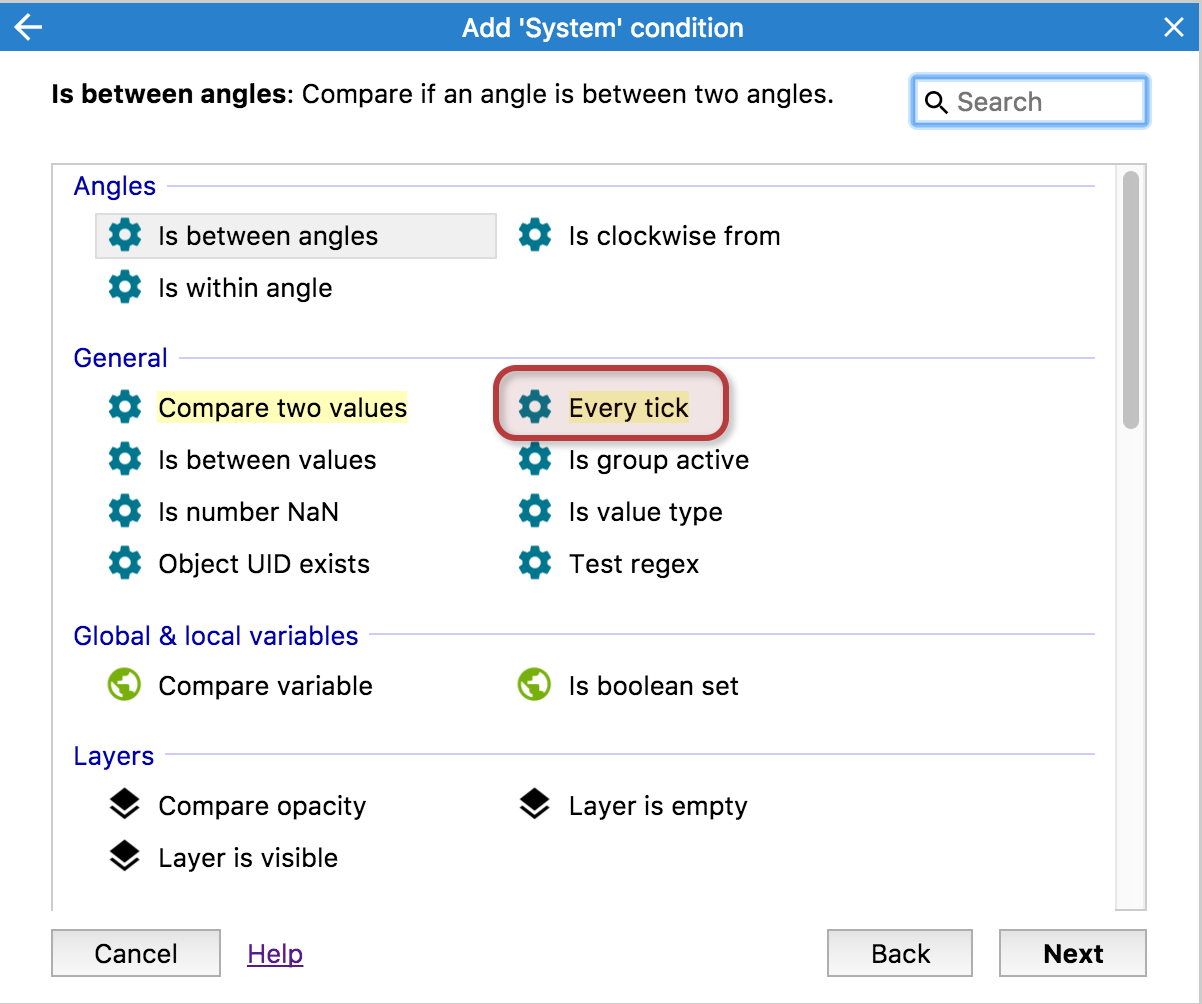 Add 'System' condition
Is between angles: Compare if an angle is between two angles.
Search
Angles
Is between angles
Is clockwise from
Is within angle
General
Compare two values
Every tick
Is between values
Is group active
Is number NaN
Is value type
Object UID exists
Test regex
Global & local variables
Compare variable
Is boolean set
Layers
Compare opacity
Layer is empty
Layer is visible
Cancel
Help
Back
Next